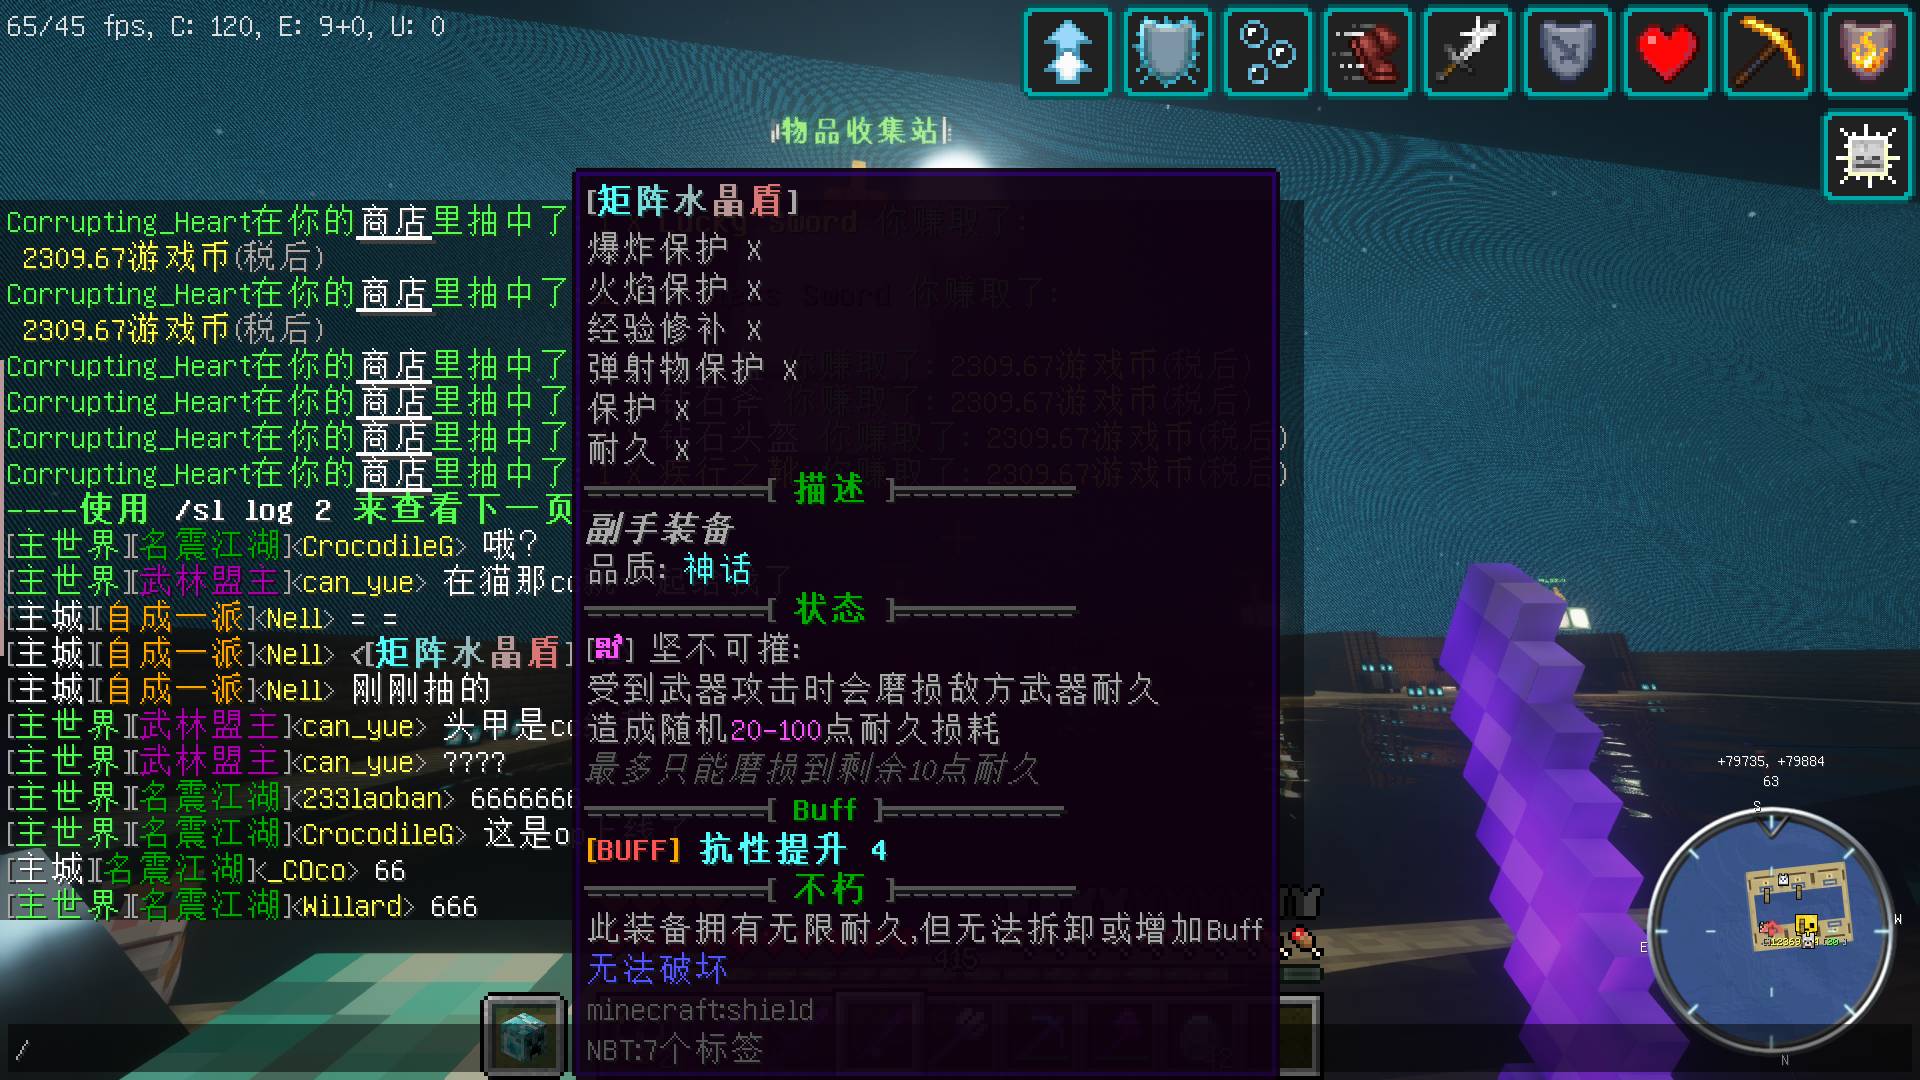 65/45 fps, C: 120, E: 9+0, U: 0
物品收集站
Corrupting_Heart在你的商店里抽中了
2309.67游戏币(税后)
Corrupting_Heart在你的商店里抽中了
2309.67游戏币(税后)
Corrupting_Heart在你的商店里抽中了
Corrupting_Heart在你的商店里抽中了
Corrupting_Heart在你的商店里抽中了
Corrupting_Heart在你的商店里抽中了
----使用 /sl log 2 来查看下一页
[主世界][名震江湖]<CrocodileG> 哦?
[主世界][武林盟主]<can_yue> 在猫那co
[主城][自成一派]<Nell> = =
[主城][自成一派]<Nell> <[矩阵水晶盾]
[主城][自成一派]<Nell> 刚刚抽的
[主世界][武林盟主]<can_yue> 头甲是co
[主世界][武林盟主]<can_yue> ????
[主世界][名震江湖]<233laoban> 6666666
[主世界][名震江湖]<CrocodileG> 这是op
[主城][名震江湖]<_COco> 66
[主世界][名震江湖]<Willard> 666
/
[矩阵水晶盾]
爆炸保护 X
火焰保护 X
经验修补 X
弹射物保护 X
保护 X
耐久 X
[ 描述 ]
副手装备
品质: 神话
[ 状态 ]
坚不可摧:
受到武器攻击时会磨损敌方武器耐久
造成随机20-100点耐久损耗
最多只能磨损到剩余10点耐久
[ Buff ]
[BUFF] 抗性提升 4
[ 不朽 ]
此装备拥有无限耐久,但无法拆卸或增加Buff
无法破坏
minecraft:shield
NBT:7个标签
+79735, +79884
63
S
W
E
N